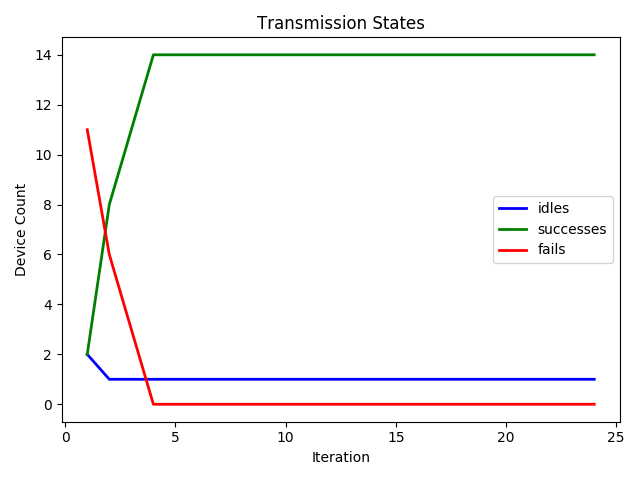 Transmission States
14
12
10
8
6
4
2
0
Device Count
idles
successes
fails
0
5
10
15
20
25
Iteration